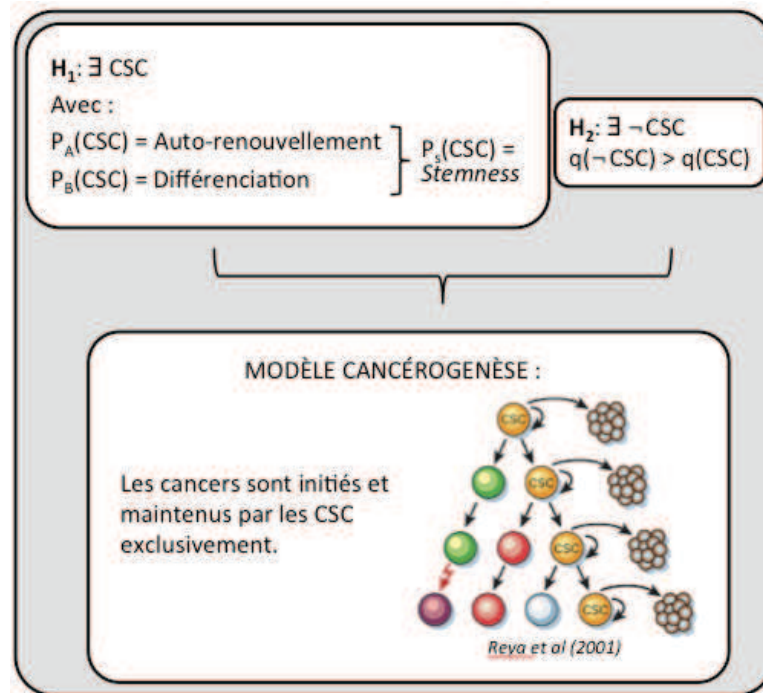 H₁: ∃ CSC
Avec :
P_A(CSC) = Auto-renouvellement
P_B(CSC) = Différenciation
P_s(CSC) =
Stemness
H₂: ∃ ¬CSC
q(¬CSC) > q(CSC)
MODÈLE CANCÉROGENÈSE :
Les cancers sont initiés et
maintenus par les CSC
exclusivement.
CSC
CSC
CSC
CSC
Reya et al (2001)